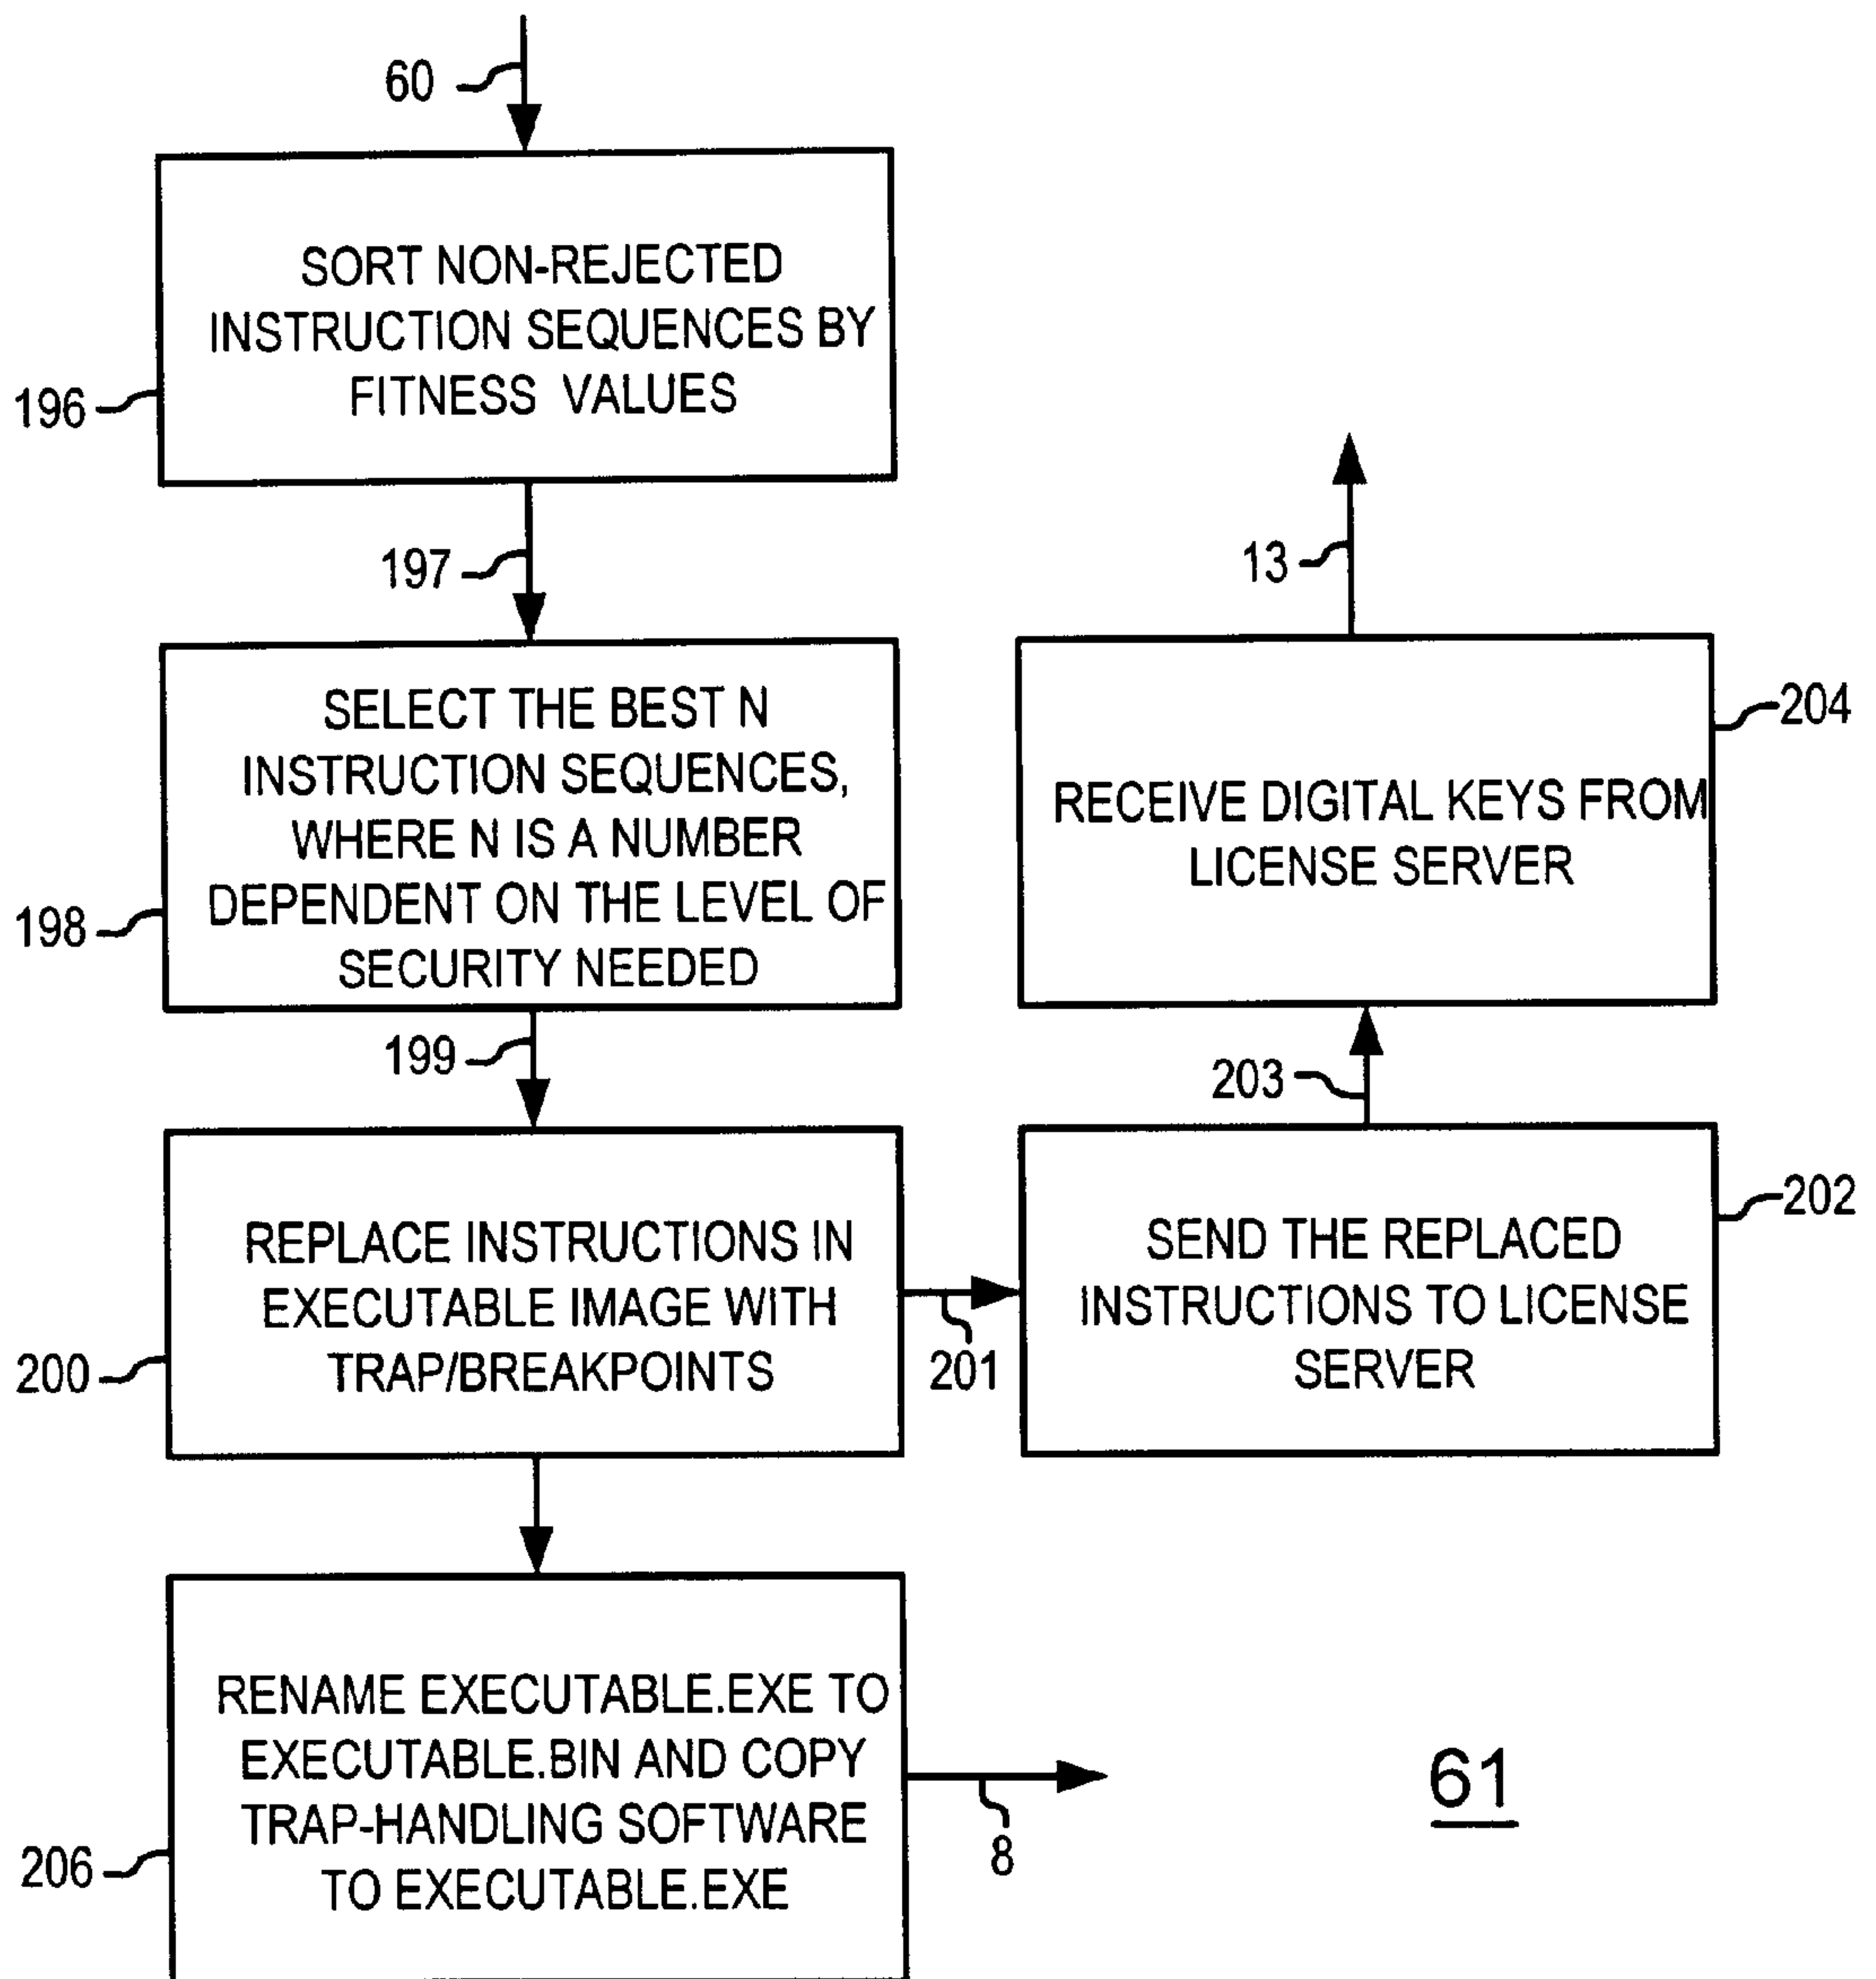 60
SORT NON-REJECTED
INSTRUCTION SEQUENCES BY
FITNESS VALUES
196
197
13
SELECT THE BEST N
INSTRUCTION SEQUENCES,
WHERE N IS A NUMBER
DEPENDENT ON THE LEVEL OF
SECURITY NEEDED
198
204
RECEIVE DIGITAL KEYS FROM
LICENSE SERVER
199
203
REPLACE INSTRUCTIONS IN
EXECUTABLE IMAGE WITH
TRAP/BREAKPOINTS
200
201
202
SEND THE REPLACED
INSTRUCTIONS TO LICENSE
SERVER
RENAME EXECUTABLE.EXE TO
EXECUTABLE.BIN AND COPY
TRAP-HANDLING SOFTWARE
TO EXECUTABLE.EXE
206
8
61